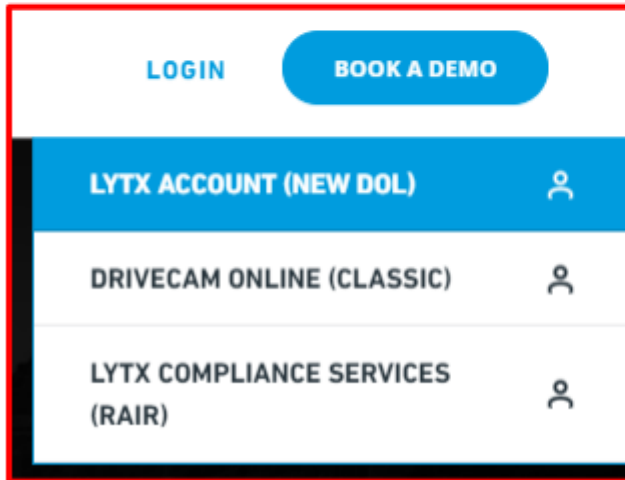 LOGIN
BOOK A DEMO
LYTX ACCOUNT (NEW DOL)
DRIVECAM ONLINE (CLASSIC)
LYTX COMPLIANCE SERVICES
(RAIR)